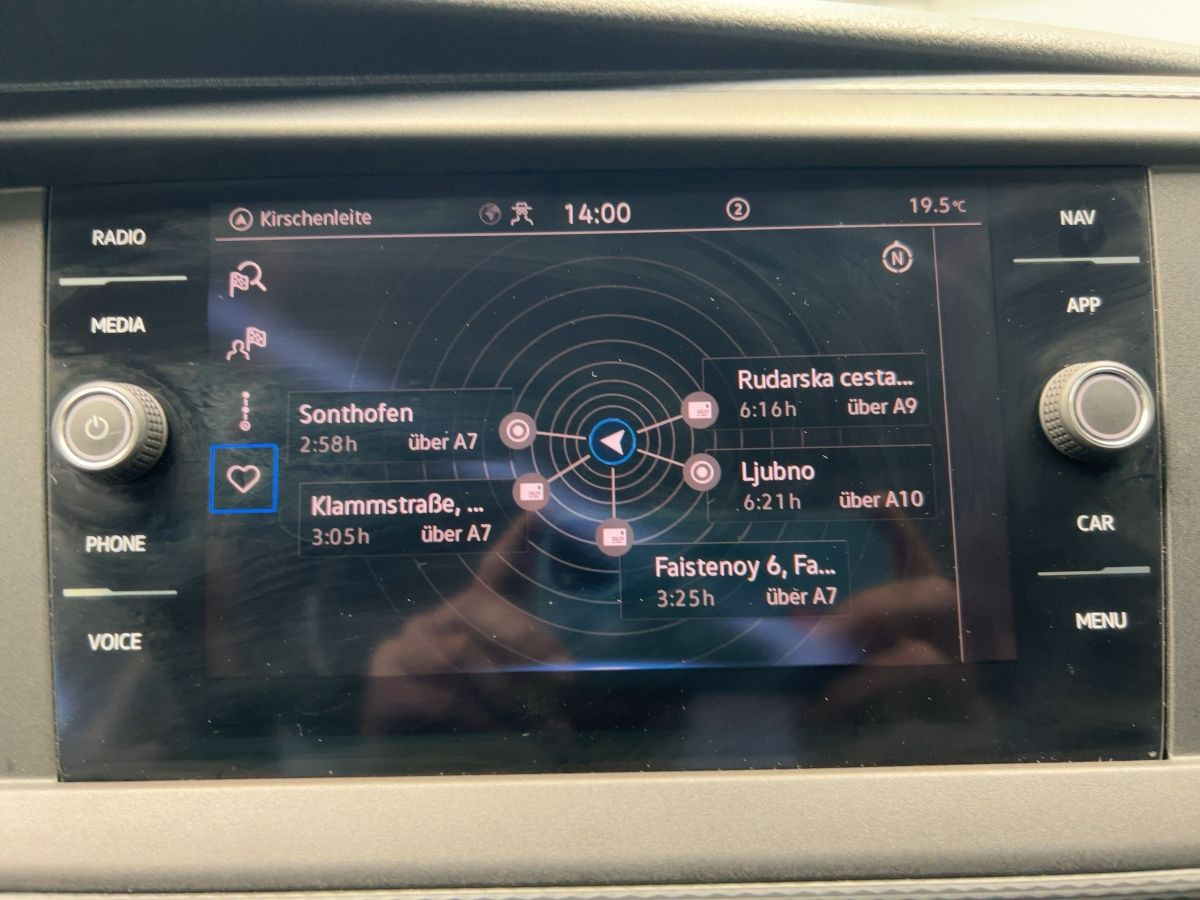 RADIO
MEDIA
PHONE
VOICE
Kirschenleite
14:00
2
19.5°C
N
Sonthofen
2:58h über A7
Klammstraße, ...
3:05h über A7
Rudarska cesta...
6:16h über A9
Ljubno
6:21h über A10
Faistenoy 6, Fa...
3:25h über A7
NAV
APP
CAR
MENU